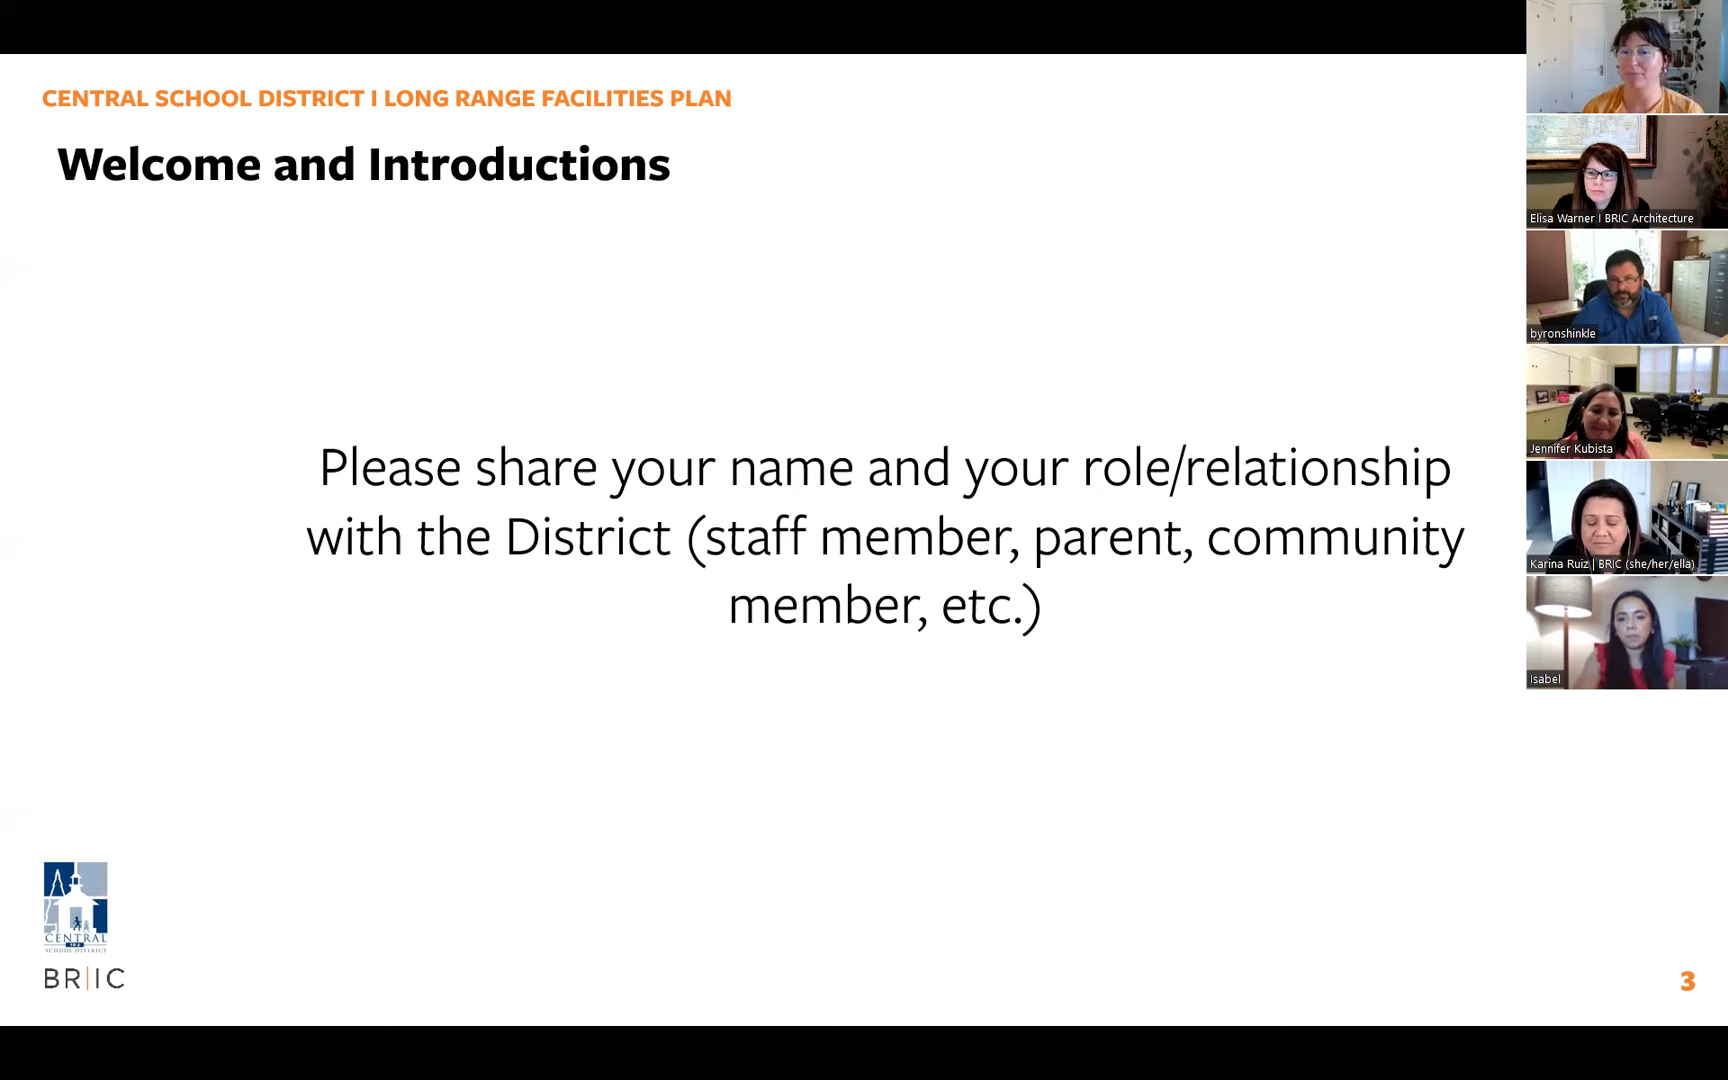 CENTRAL SCHOOL DISTRICT I LONG RANGE FACILITIES PLAN
Welcome and Introductions
Please share your name and your role/relationship
with the District (staff member, parent, community
member, etc.)
Elisa Warner I BRIC Architecture
byronshinkle
Jennifer Kubista
Karina Ruiz | BRIC (she/her/ella)
Isabel
CENTRAL
SCHOOL DISTRICT
BR|IC
3